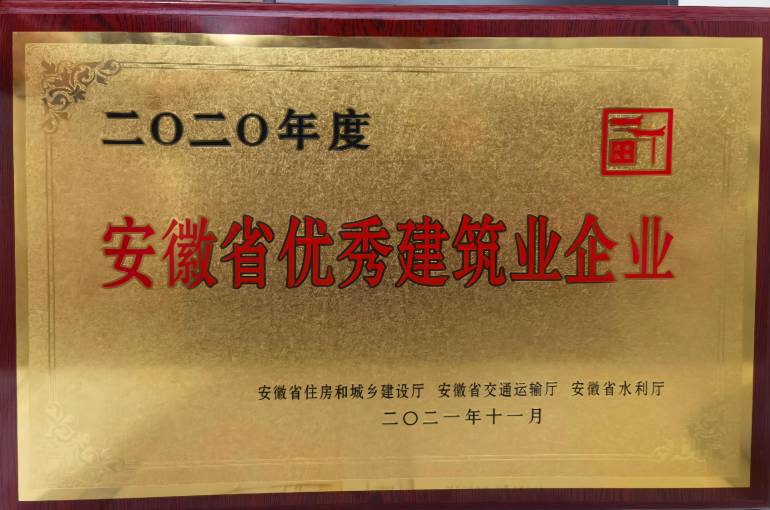 二〇二〇年度
安徽省优秀建筑业企业
安徽省住房和城乡建设厅 安徽省交通运输厅 安徽省水利厅
二〇二一年十一月